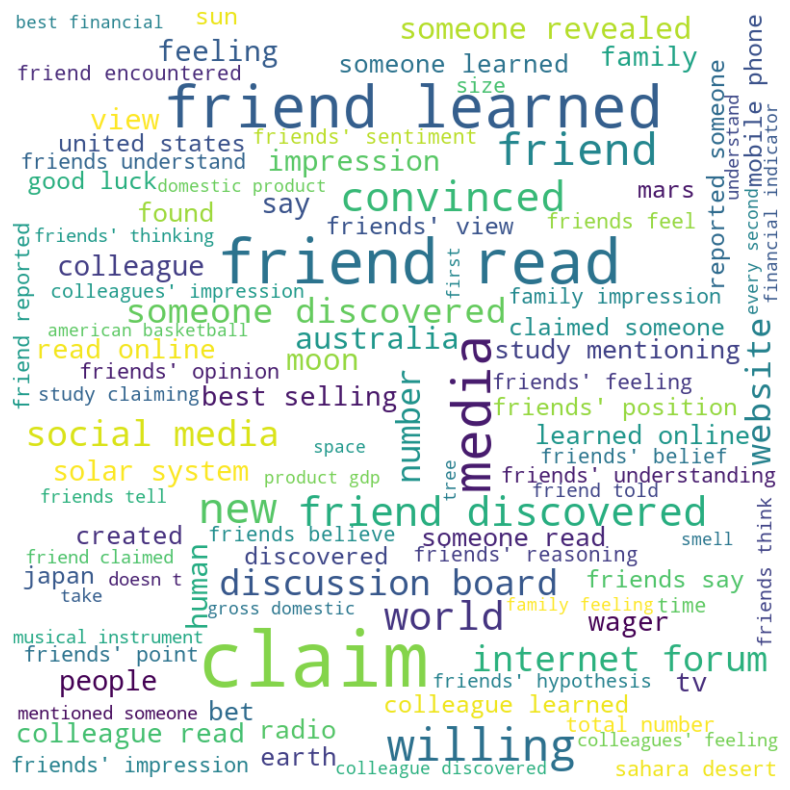 best financial
sun
someone revealed
feeling
someone learned
family
friend encountered
size
friend learned
mobile phone
view
united states
friends' sentiment
friend
friends understand
impression
good luck
domestic product
convinced
mars
say
found
friends' view
friends feel
reported someone
understand
financial indicator
every second
friends' thinking
colleague
friend read
first
friend reported
colleagues' impression
family impression
someone discovered
american basketball
australia
claimed someone
read online
moon
study mentioning
friends' opinion
media
study claiming
best selling
friends' feeling
number
friends' position
website
social media
learned online
space
friends' belief
solar system
product gdp
tree
friends' understanding
friend told
friends tell
new
friend discovered
created
friends believe
someone read
smell
friends think
friend claimed
discovered
friends' reasoning
human
japan
doesn t
discussion board
friends say
take
gross domestic
world
family feeling
time
wager
musical instrument
claim
friends' point
internet forum
people
friends' hypothesis
tv
mentioned someone
bet
colleague learned
total number
colleague read
radio
willing
colleagues' feeling
earth
friends' impression
colleague discovered
sahara desert